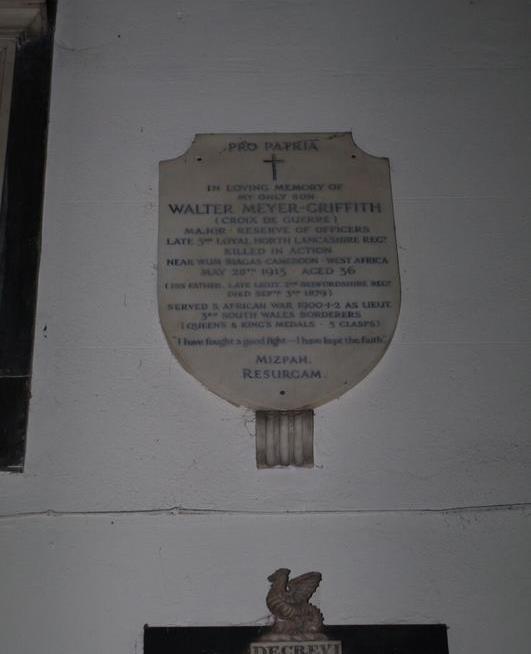 PRO PATRIA
IN LOVING MEMORY OF
MY ONLY SON
WALTER MEYER-GRIFFITH
(CROIX DE GUERRE)
MAJOR · RESERVE OF OFFICERS
LATE 3RD LOYAL NORTH LANCASHIRE REGT
KILLED IN ACTION
NEAR WUM BIAGAS · CAMEROON · WEST AFRICA
MAY 28TH 1915 AGED 36
(HIS FATHER, LATE LIEUT. 2ND BEDFORDSHIRE REGT
DIED SEPTR 3RD 1879)
SERVED S. AFRICAN WAR 1900-1-2 AS LIEUT.
3RD SOUTH WALES BORDERERS
(QUEEN'S & KING'S MEDALS - 5 CLASPS)
"I have fought a good fight - I have kept the faith".
MIZPAH.
RESURGAM.
DECREVI